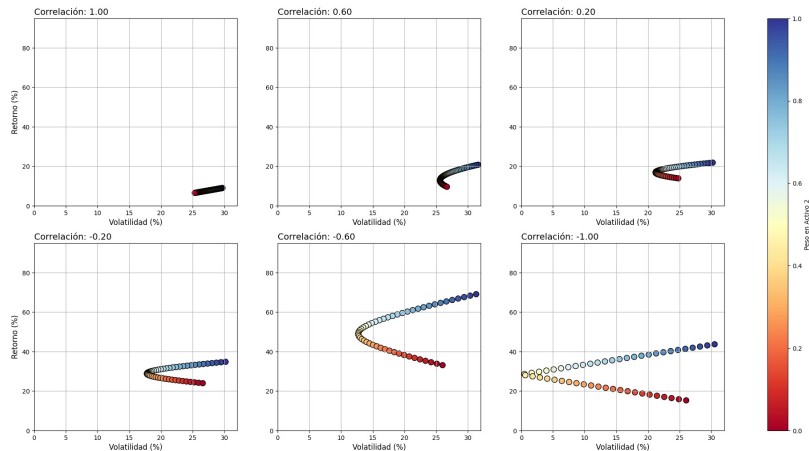 Correlación: 1.00
Correlación: 0.60
Correlación: 0.20
Retorno (%)
80
60
40
20
0
0 5 10 15 20 25 30
Volatilidad (%)
80
60
40
20
0
0 5 10 15 20 25 30
Volatilidad (%)
80
60
40
20
0
0 5 10 15 20 25 30
Volatilidad (%)
Correlación: -0.20
Correlación: -0.60
Correlación: -1.00
Retorno (%)
80
60
40
20
0
0 5 10 15 20 25 30
Volatilidad (%)
80
60
40
20
0
0 5 10 15 20 25 30
Volatilidad (%)
80
60
40
20
0
0 5 10 15 20 25 30
Volatilidad (%)
1.0
0.8
0.6
0.4
0.2
0.0
Peso en Activo 2